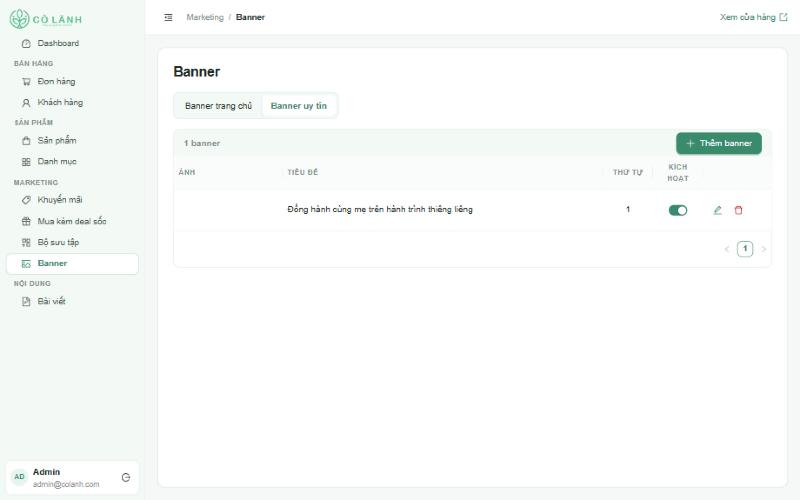 CỎ LÀNH
Marketing / Banner
Xem cửa hàng
Dashboard
BÁN HÀNG
Đơn hàng
Khách hàng
SẢN PHẨM
Sản phẩm
Danh mục
MARKETING
Khuyến mãi
Mua kèm deal sốc
Bộ sưu tập
Banner
NỘI DUNG
Bài viết
AD
Admin
admin@colanh.com
Banner
Banner trang chủ
Banner uy tín
1 banner
Thêm banner
ẢNH
TIÊU ĐỀ
THỨ TỰ
KÍCH
HOẠT
Đồng hành cùng mẹ trên hành trình thiêng liêng
1
1